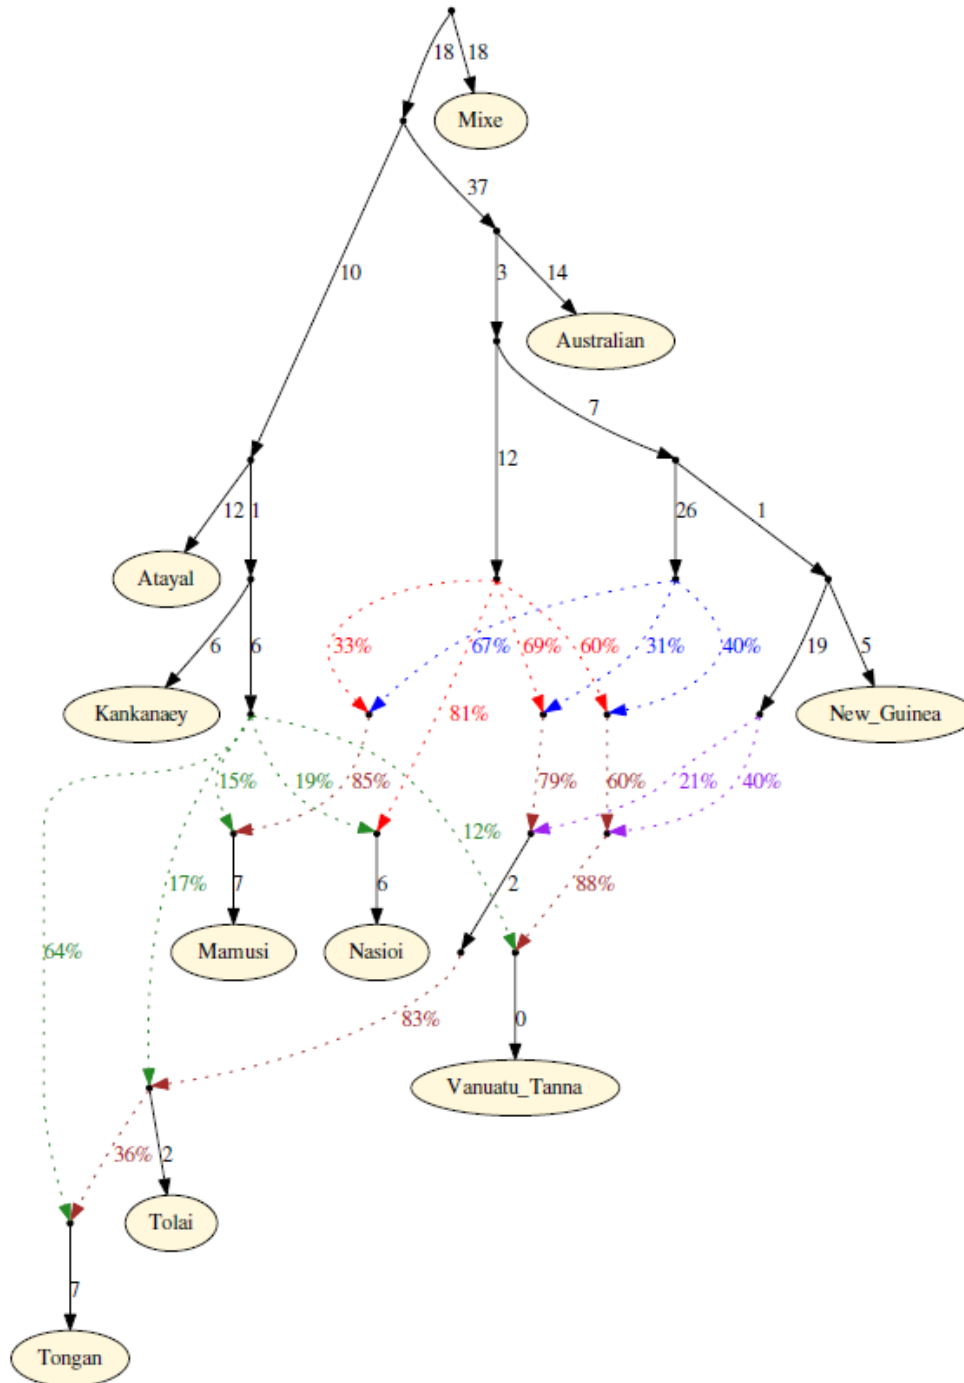 18 18
Mixe
37
10
3 14
Australian
7
12
12 1
26
1
Atayal
6 6
33% 67% 69% 60% 31% 40%
19 5
Kankanaey
81%
New_Guinea
15% 19% 85%
79% 60% 21% 40%
12%
17%
7 6 2 88%
64%
Mamusi Nasioi
83% 0
Vanuatu_Tanna
36% 2
Tolai
7
Tongan